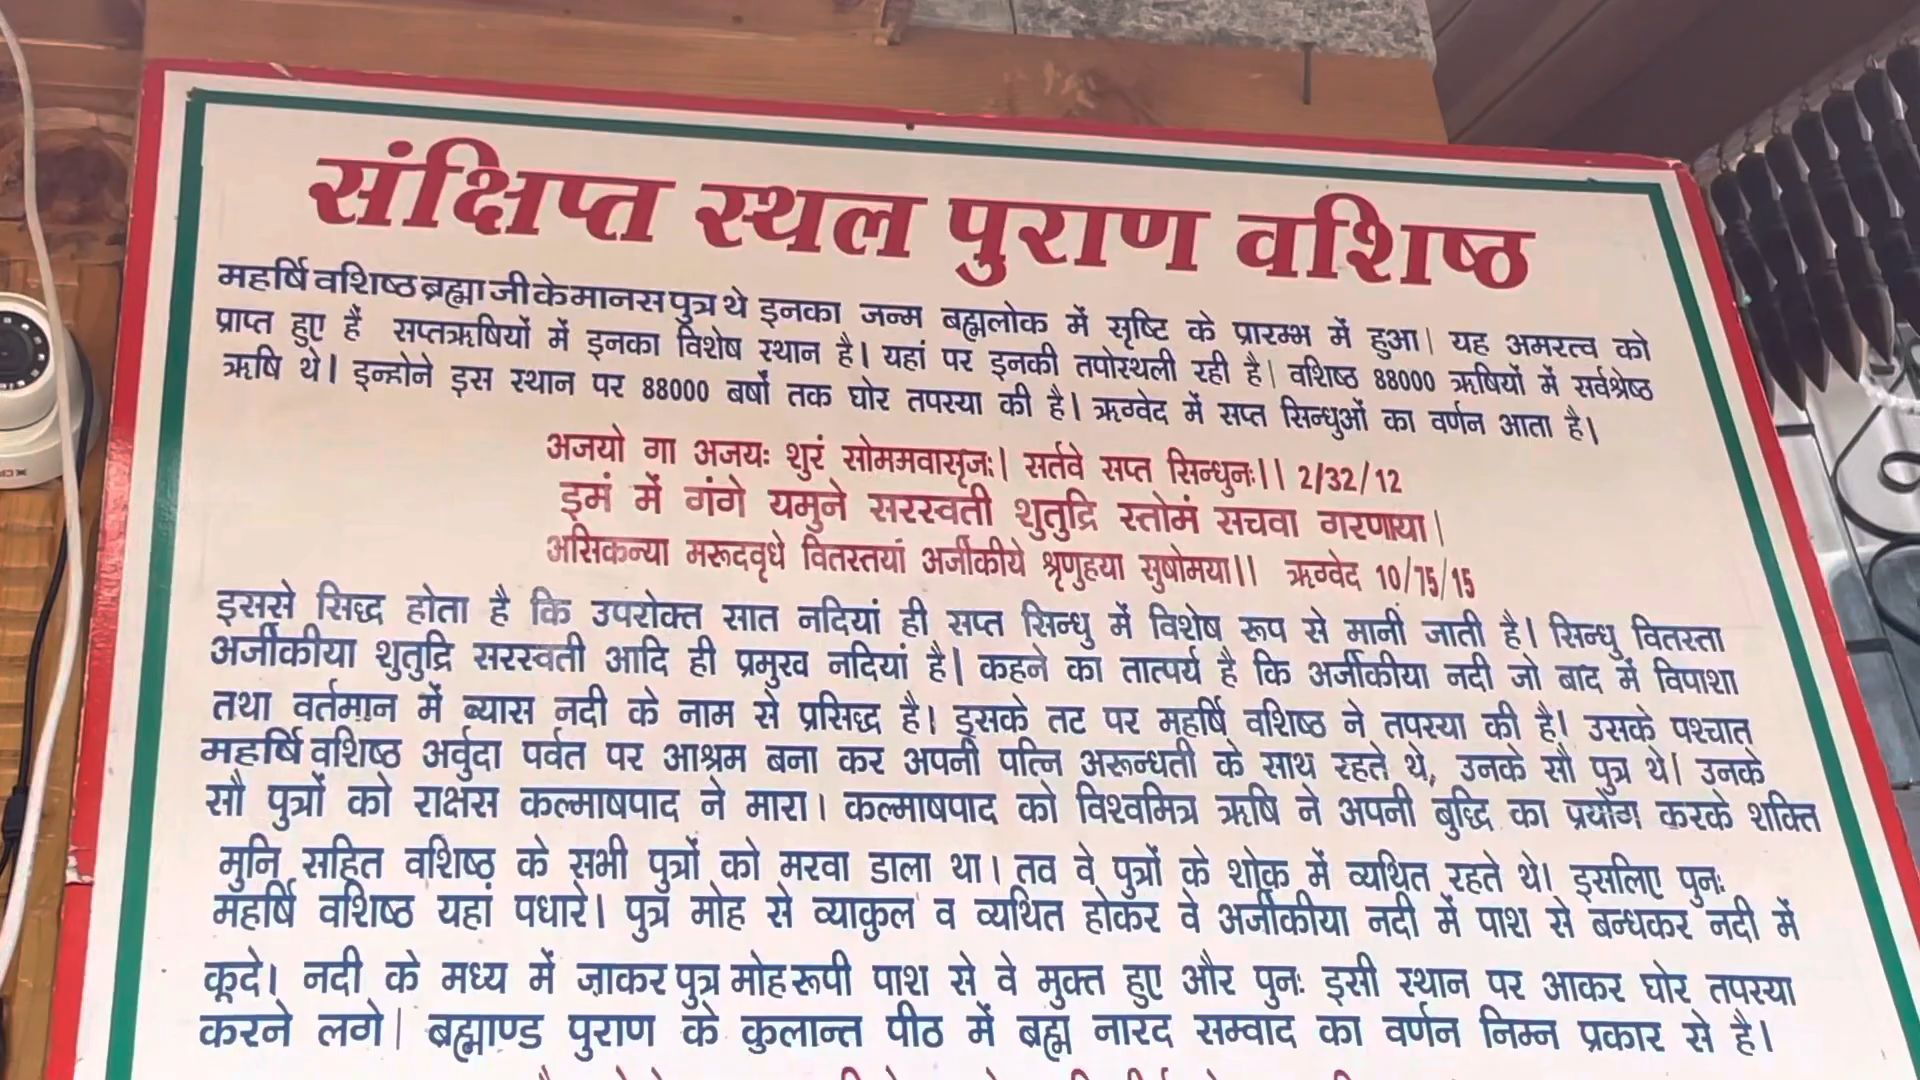 संक्षिप्त स्थल पुराण वशिष्ठ
महर्षि वशिष्ठ ब्रह्मा जी के मानस पुत्र थे इनका जन्म बह्मलोक में सृष्टि के प्रारम्भ में हुआ। यह अमरत्व को
प्राप्त हुए हैं सप्तऋषियों में इनका विशेष स्थान है। यहां पर इनकी तपोस्थली रही है। वशिष्ठ 88000 ऋषियों में सर्वश्रेष्ठ
ऋषि थे। इन्होने इस स्थान पर 88000 बर्षों तक घोर तपस्या की है। ऋग्वेद में सप्त सिन्धुओं का वर्णन आता है।
अजयो गा अजयः शुरं सोममवासृजः। सर्तवे सप्त सिन्धुनः।। 2/32/12
इमं में गंगे यमुने सरस्वती शुतुद्रि स्तोमं सचवा गरणाया।
असिकन्या मरूदवृधे वितस्तयां अर्जीकीये श्रृणुहया सुषोमया।। ऋग्वेद 10/75/15
इससे सिद्ध होता है कि उपरोक्त सात नदियां ही सप्त सिन्धु में विशेष रूप से मानी जाती है। सिन्धु वितस्ता
अर्जीकीया शुतुद्रि सरस्वती आदि ही प्रमुख नदियां है। कहने का तात्पर्य है कि अर्जीकीया नदी जो बाद में विपाशा
तथा वर्तमान में ब्यास नदी के नाम से प्रसिद्ध है। इसके तट पर महर्षि वशिष्ठ ने तपस्या की है। उसके पश्चात
महर्षि वशिष्ठ अर्वुदा पर्वत पर आश्रम बना कर अपनी पत्नि अरून्धती के साथ रहते थे, उनके सौ पुत्र थे। उनके
सौ पुत्रों को राक्षस कल्माषपाद ने मारा। कल्माषपाद को विश्वमित्र ऋषि ने अपनी बुद्धि का प्रयोग करके शक्ति
मुनि सहित वशिष्ठ के सभी पुत्रों को मरवा डाला था। तव वे पुत्रों के शोक में व्यथित रहते थे। इसलिए पुनः
महर्षि वशिष्ठ यहां पधारे। पुत्र मोह से व्याकुल व व्यथित होकर वे अर्जीकीया नदी में पाश से बन्धकर नदी में
कूदे। नदी के मध्य में जाकर पुत्र मोह रूपी पाश से वे मुक्त हुए और पुनः इसी स्थान पर आकर घोर तपस्या
करने लगे। बह्माण्ड पुराण के कुलान्त पीठ में बह्म नारद सम्वाद का वर्णन निम्न प्रकार से है।